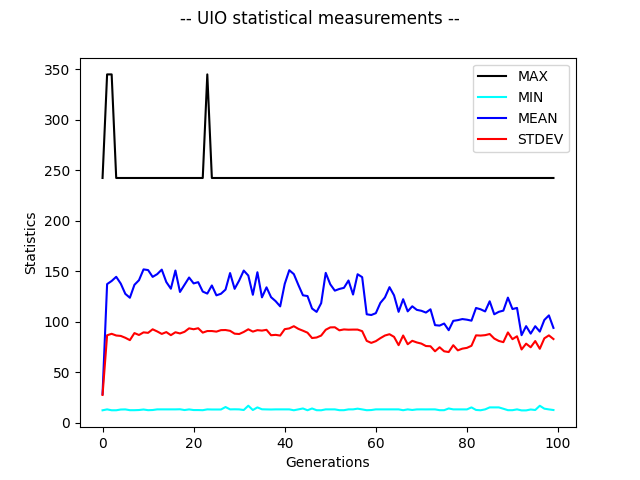 -- UIO statistical measurements --
350
300
250
200
150
100
50
0
Statistics
MAX
MIN
MEAN
STDEV
0 20 40 60 80 100
Generations